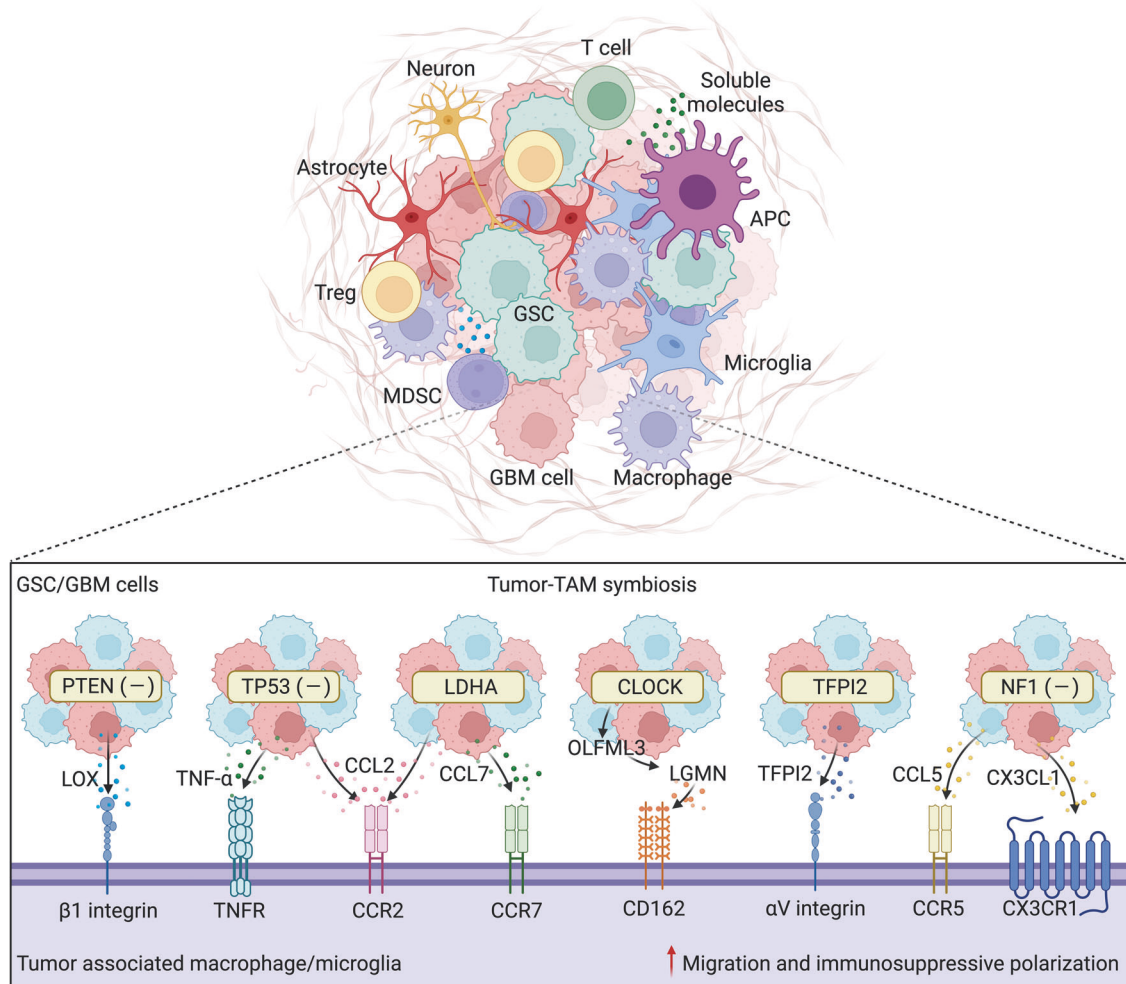 T cell
Neuron
Soluble
molecules
Astrocyte
APC
Treg
GSC
Microglia
MDSC
GBM cell
Macrophage
GSC/GBM cells
Tumor-TAM symbiosis
PTEN (−)
TP53 (−)
LDHA
CLOCK
TFPI2
NF1 (−)
OLFML3
LOX
TNF-α
CCL2
CCL7
LGMN
TFPI2
CCL5
CX3CL1
β1 integrin
TNFR
CCR2
CCR7
CD162
αV integrin
CCR5
CX3CR1
Tumor associated macrophage/microglia
Migration and immunosuppressive polarization